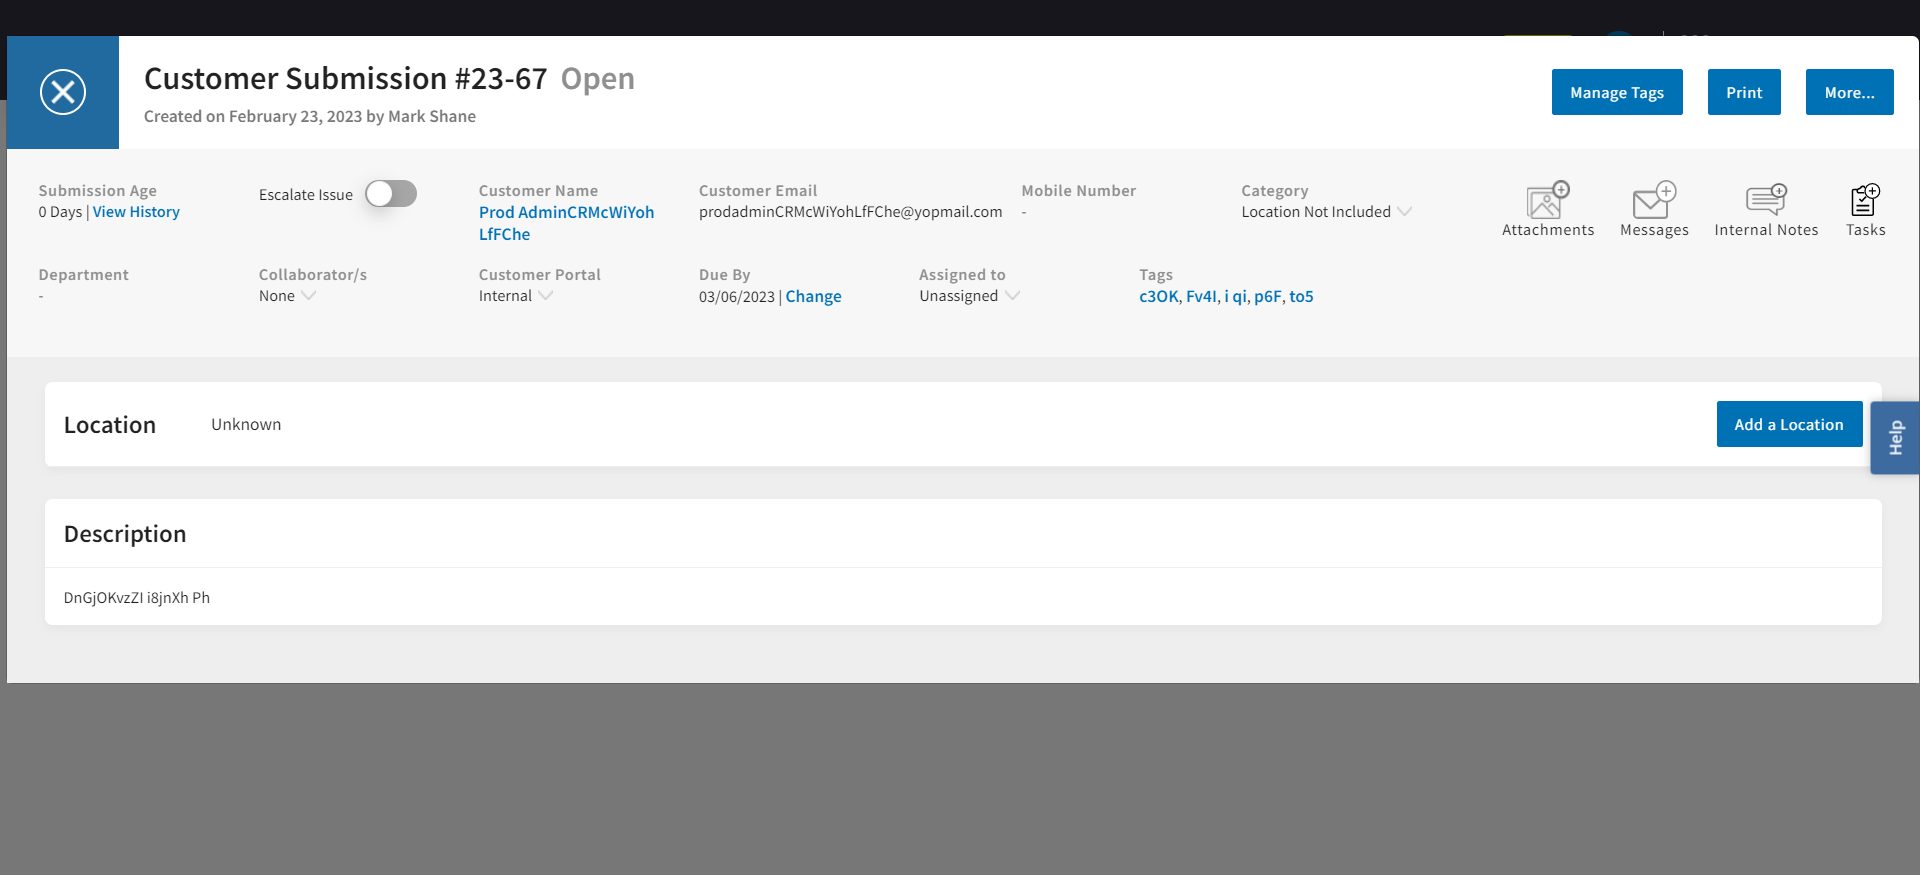 Customer Submission #23-67 Open
Created on February 23, 2023 by Mark Shane
Manage Tags
Print
More...
Submission Age
0 Days | View History
Escalate Issue
Customer Name
Prod AdminCRMcWiYoh
LfFChe
Customer Email
prodadminCRMcWiYohLfFChe@yopmail.com
Mobile Number
-
Category
Location Not Included
Attachments
Messages
Internal Notes
Tasks
Department
-
Collaborator/s
None
Customer Portal
Internal
Due By
03/06/2023 | Change
Assigned to
Unassigned
Tags
c3OK, Fv4I, i qi, p6F, to5
Location
Unknown
Add a Location
Help
Description
DnGjOKvzZI i8jnXh Ph